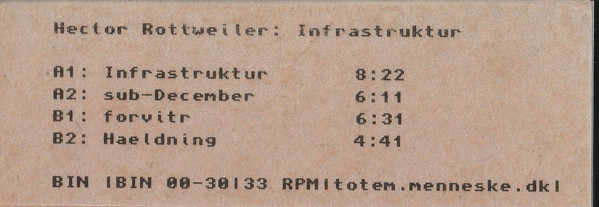 Hector Rottweiler: Infrastruktur
A1: Infrastruktur 8:22
A2: sub-December 6:11
B1: forvitr 6:31
B2: Haeldning 4:41
BIN |BIN 00-30|33 RPM|totem.menneske.dk|